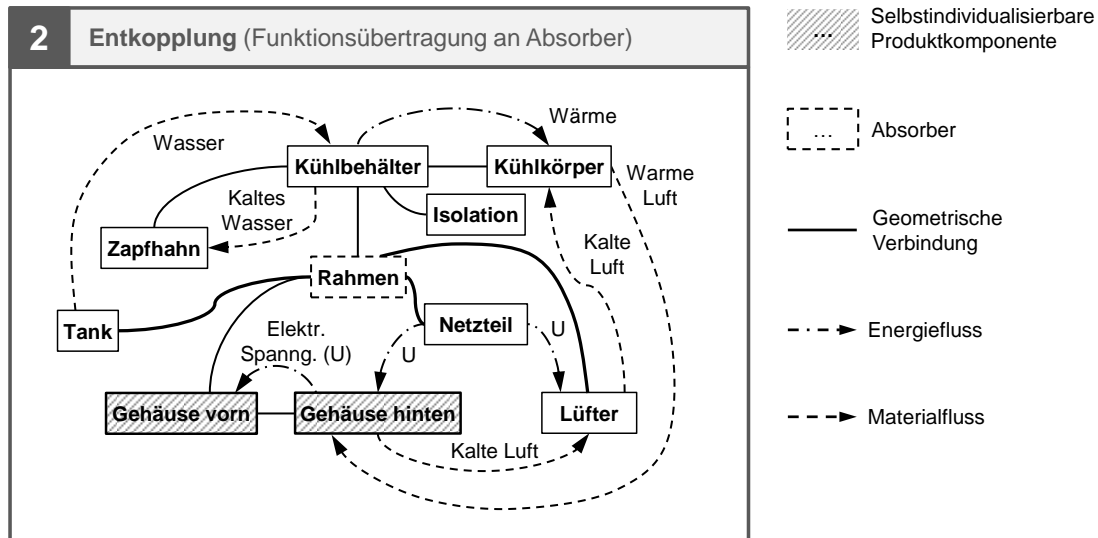 2 Entkopplung (Funktionsübertragung an Absorber)
Wasser
Wärme
Kühlbehälter
Kühlkörper
Warme
Luft
Kaltes
Wasser
Isolation
Zapfhahn
Kalte
Luft
Rahmen
Tank
Netzteil
Elektr.
Spanng. (U)
U
U
Gehäuse vorn
Gehäuse hinten
Lüfter
Kalte Luft
...
Selbstindividualisierbare
Produktkomponente
...
Absorber
Geometrische
Verbindung
Energiefluss
Materialfluss